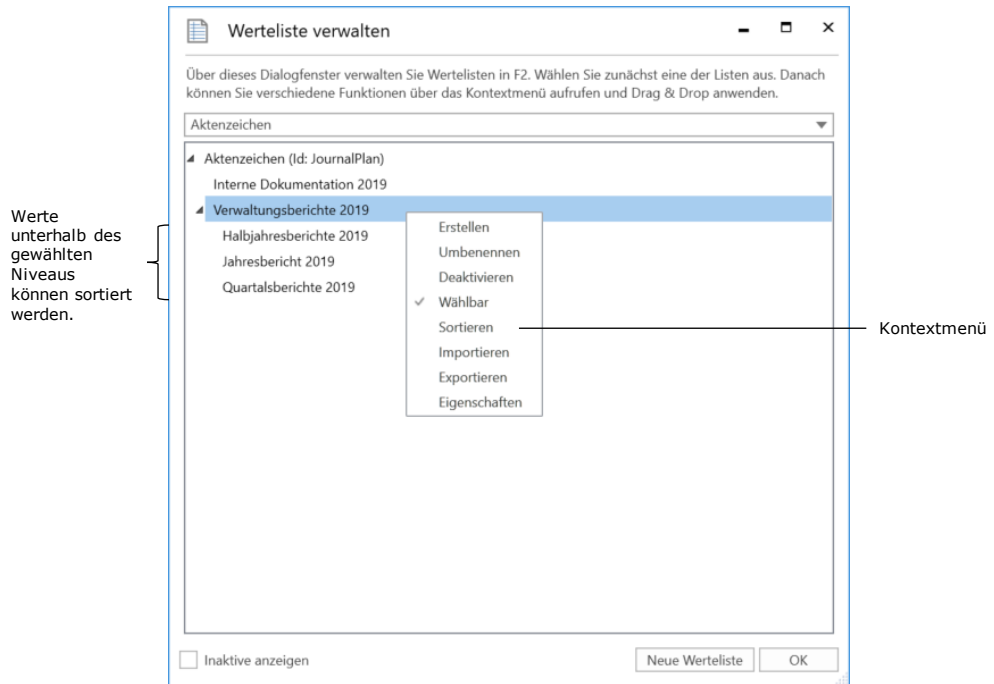 Werteliste verwalten
Über dieses Dialogfenster verwalten Sie Wertelisten in F2. Wählen Sie zunächst eine der Listen aus. Danach
können Sie verschiedene Funktionen über das Kontextmenü aufrufen und Drag & Drop anwenden.
Aktenzeichen
Aktenzeichen (Id: JournalPlan)
Interne Dokumentation 2019
Verwaltungsberichte 2019
Halbjahresberichte 2019
Jahresbericht 2019
Quartalsberichte 2019
Werte
unterhalb des
gewählten
Niveaus
können sortiert
werden.
Erstellen
Umbenennen
Deaktivieren
✓ Wählbar
Sortieren
Importieren
Exportieren
Eigenschaften
Kontextmenü
Inaktive anzeigen
Neue Werteliste
OK